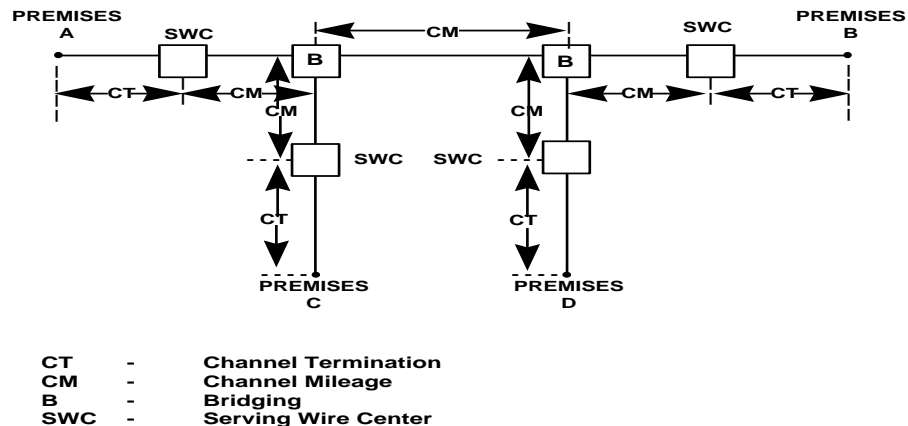 PREMISES
A
SWC
CM
SWC
PREMISES
B
B
B
CT
CM
CM
CM
CM
CT
SWC
SWC
CT
CT
PREMISES
C
PREMISES
D
CT - Channel Termination
CM - Channel Mileage
B - Bridging
SWC - Serving Wire Center